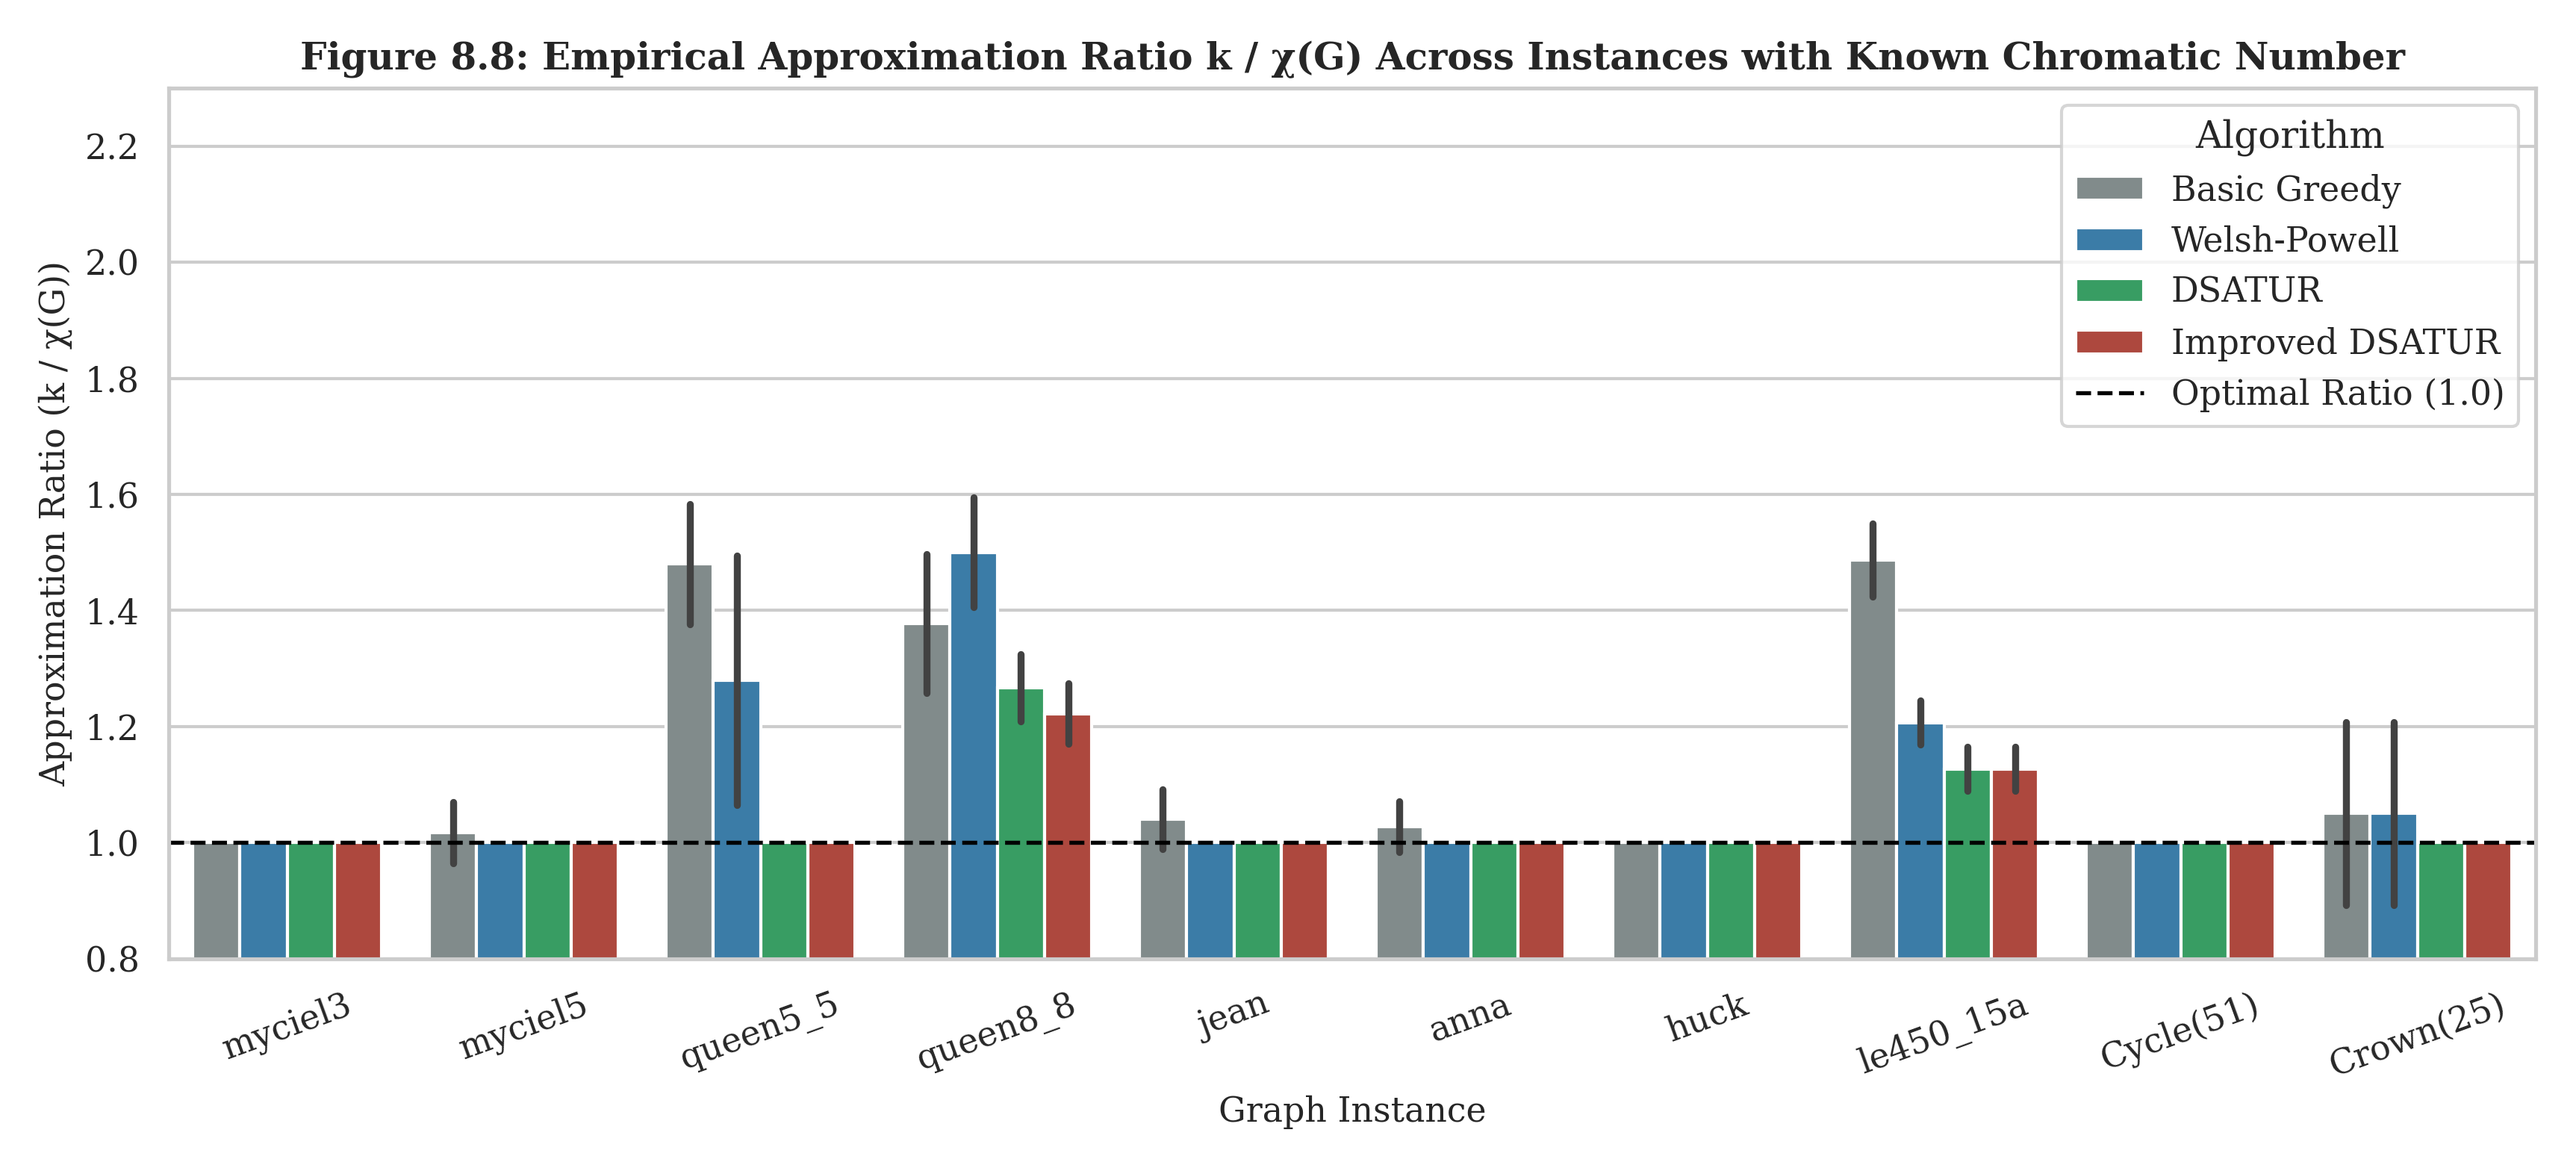 Figure 8.8: Empirical Approximation Ratio k / χ(G) Across Instances with Known Chromatic Number
Approximation Ratio (k / χ(G))
2.2
2.0
1.8
1.6
1.4
1.2
1.0
0.8
Algorithm
Basic Greedy
Welsh-Powell
DSATUR
Improved DSATUR
Optimal Ratio (1.0)
myciel3
myciel5
queen5_5
queen8_8
jean
anna
huck
le450_15a
Cycle(51)
Crown(25)
Graph Instance